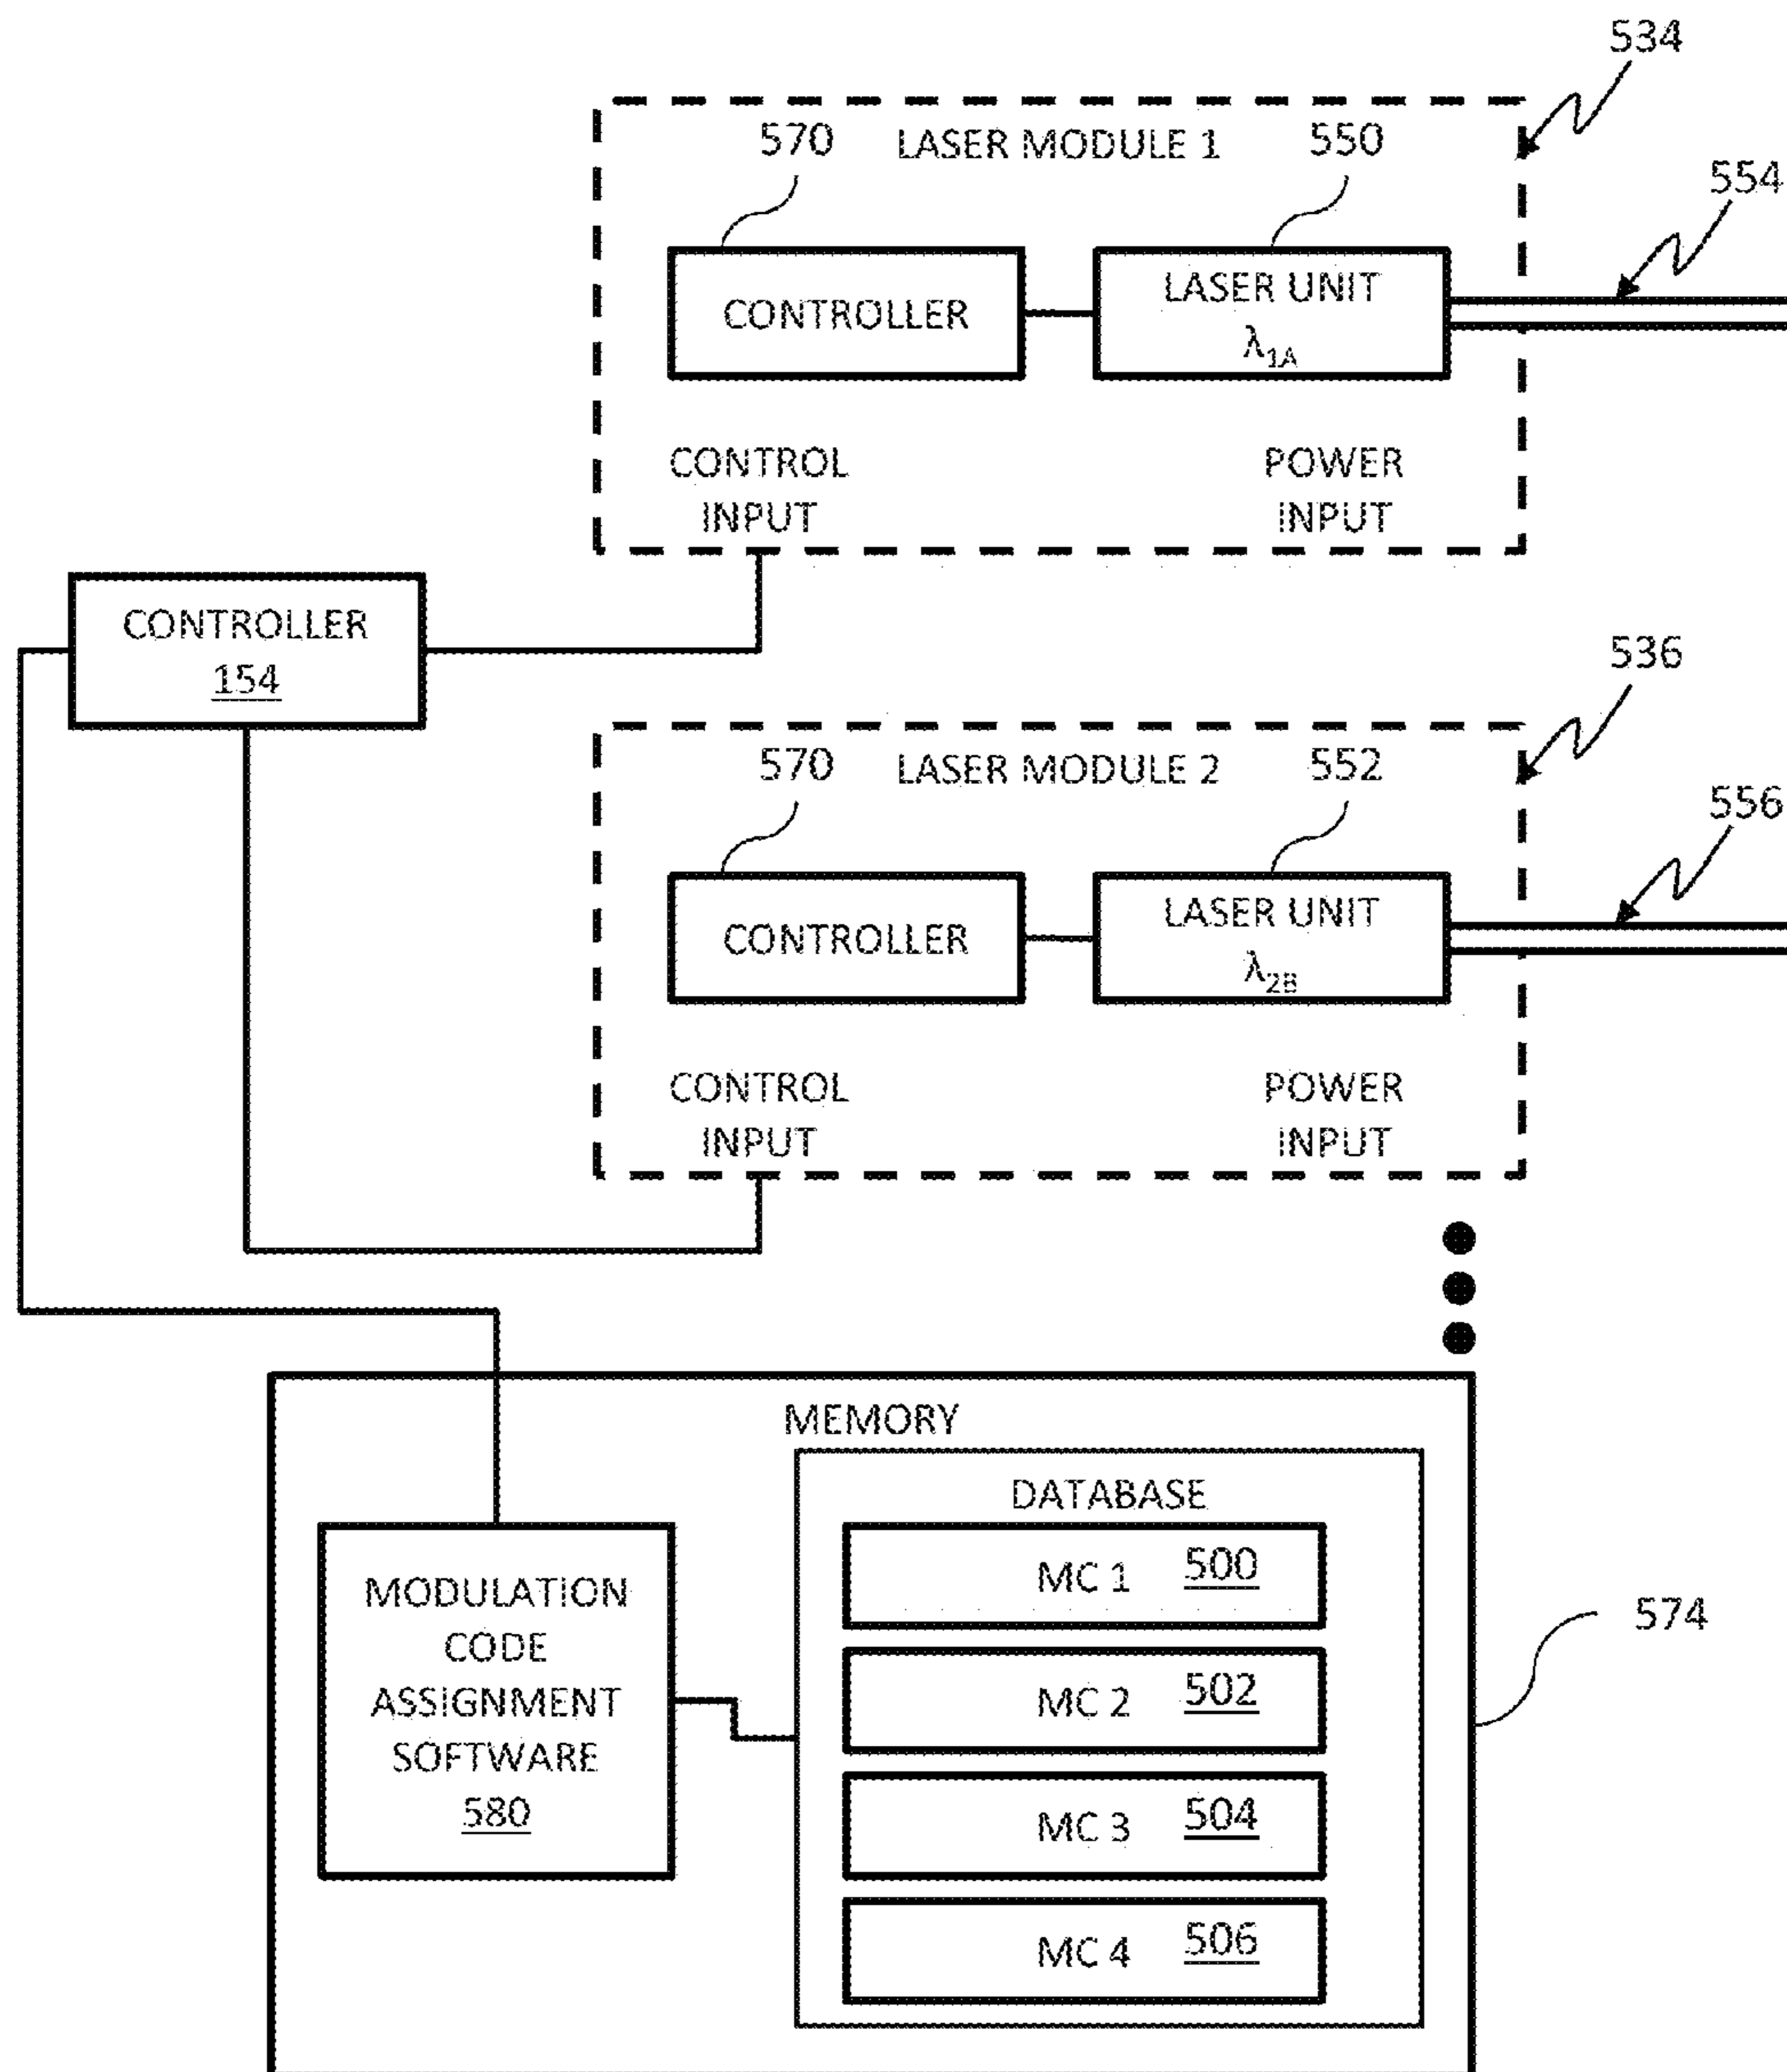 534
570
LASER MODULE 1
550
554
CONTROLLER
LASER UNIT
λ1A
CONTROL
INPUT
POWER
INPUT
CONTROLLER
154
536
570
LASER MODULE 2
552
556
CONTROLLER
LASER UNIT
λ2B
CONTROL
INPUT
POWER
INPUT
MEMORY
DATABASE
MODULATION
CODE
ASSIGNMENT
SOFTWARE
580
MC 1 500
MC 2 502
MC 3 504
MC 4 506
574